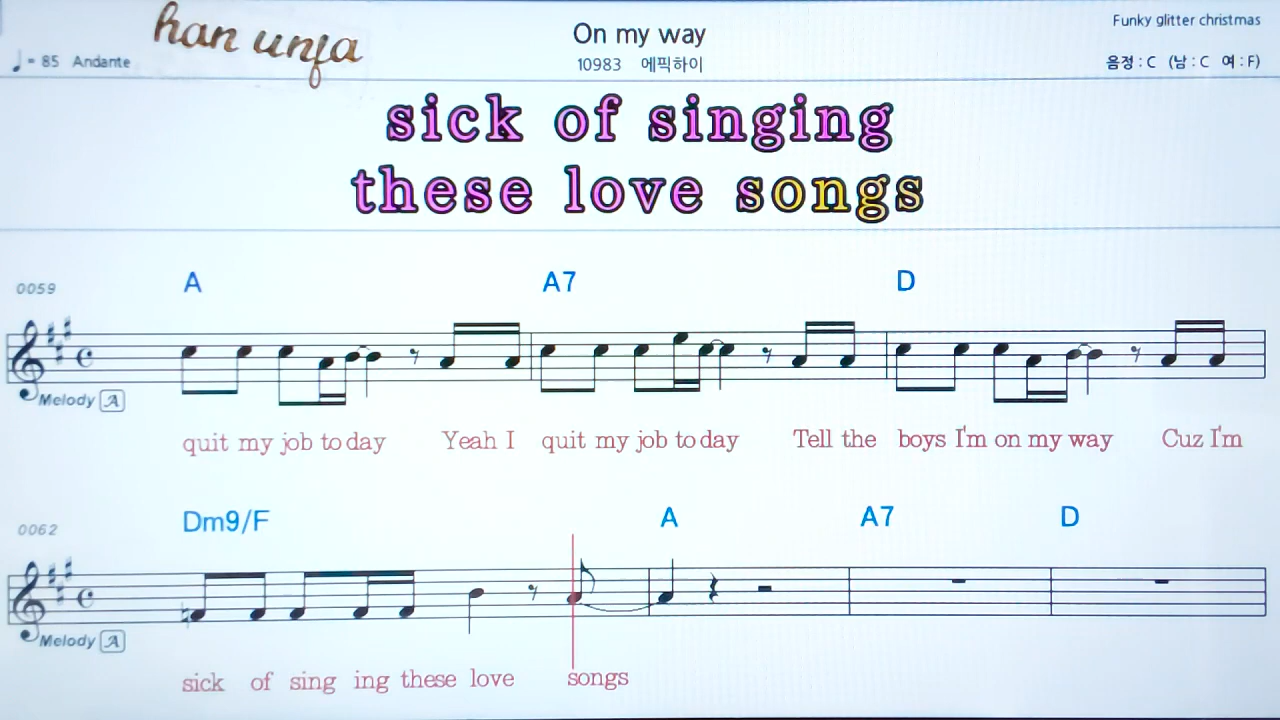 han unja
♩= 85 Andante
On my way
10983 에픽하이
Funky glitter christmas
음정 : C (남 : C 여 : F)
sick of singing
these love songs
0059
A A7 D
Melody A
quit my job to day Yeah I quit my job to day Tell the boys I'm on my way Cuz I'm
0062
Dm9/F A A7 D
Melody A
sick of sing ing these love songs